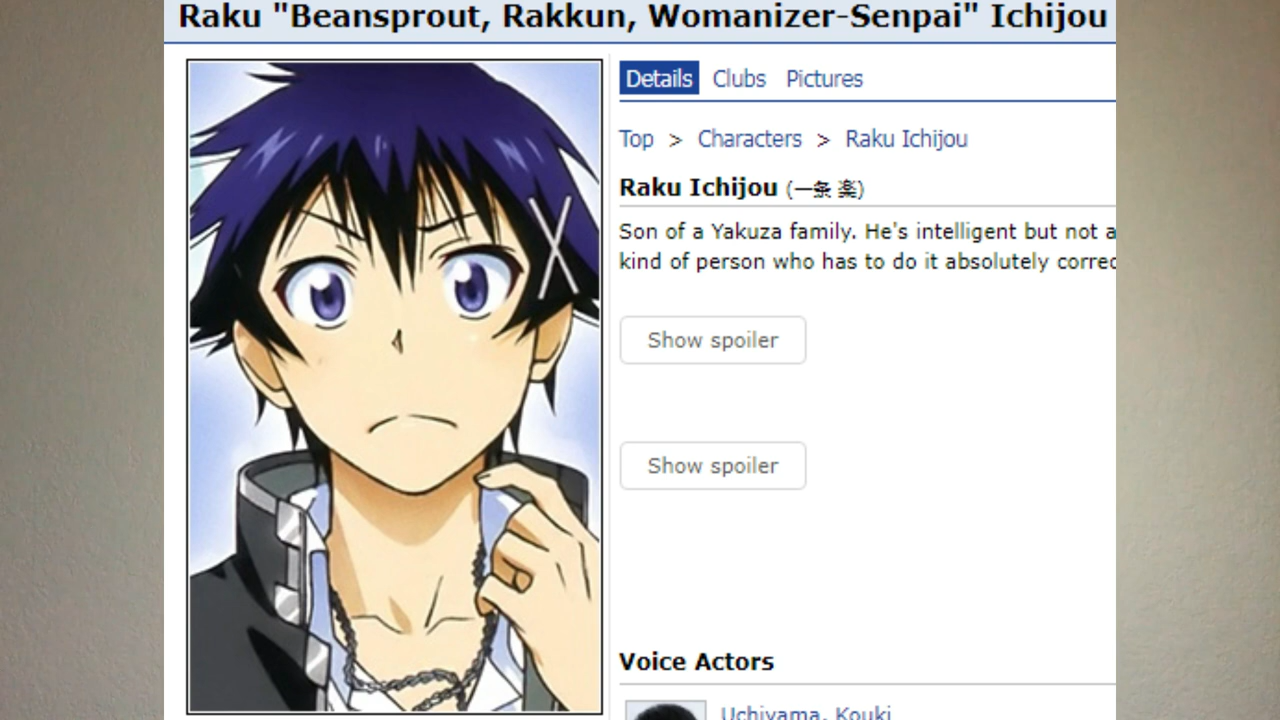 Raku "Beansprout, Rakkun, Womanizer-Senpai" Ichijou
Details Clubs Pictures
Top > Characters > Raku Ichijou
Raku Ichijou (一条 楽)
Son of a Yakuza family. He's intelligent but not a
kind of person who has to do it absolutely correc
Show spoiler
Show spoiler
Voice Actors
Uchiyama, Kouki